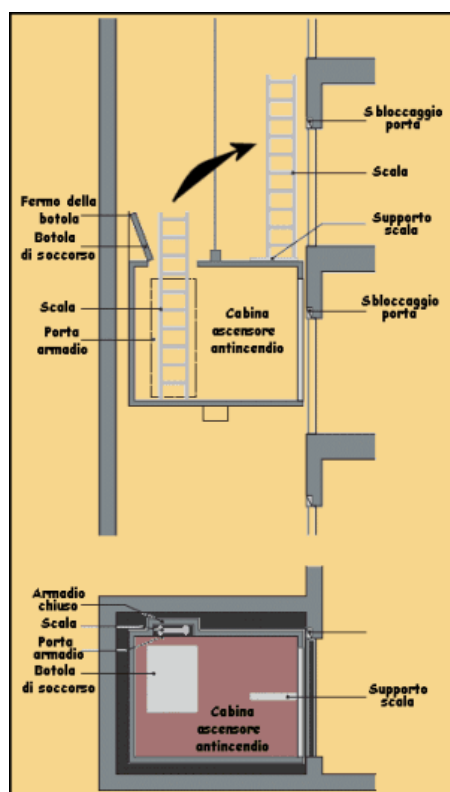 Sbloccaggio
porta
Scala
Fermo della
botola
Botola
di soccorso
Supporto
scala
Scala
Porta
armadio
Cabina
ascensore
antincendio
Sbloccaggio
porta
Armadio
chiuso
Scala
Porta
armadio
Botola
di soccorso
Supporto
scala
Cabina
ascensore
antincendio